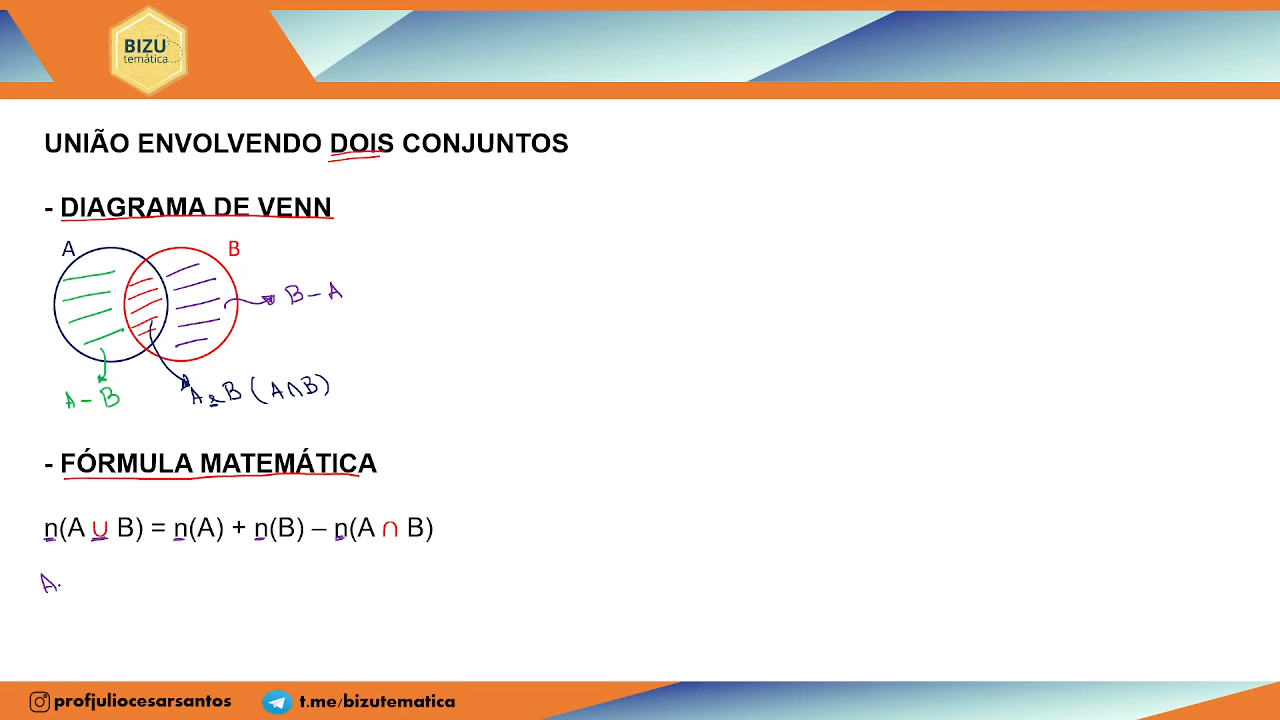 BIZU
temática
UNIÃO ENVOLVENDO DOIS CONJUNTOS
- DIAGRAMA DE VENN
A
B
B - A
A - B
A e B (A ∩ B)
- FÓRMULA MATEMÁTICA
n(A ∪ B) = n(A) + n(B) – n(A ∩ B)
A
profjuliocesarsantos
t.me/bizutematica